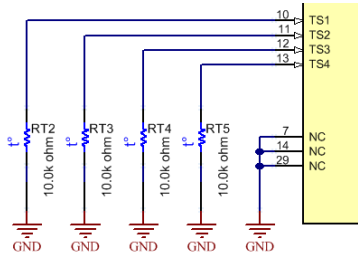 10 TS1
11 TS2
12 TS3
13 TS4
t° RT2 10.0k ohm
t° RT3 10.0k ohm
t° RT4 10.0k ohm
t° RT5 10.0k ohm
7 NC
14 NC
29 NC
GND GND GND GND GND